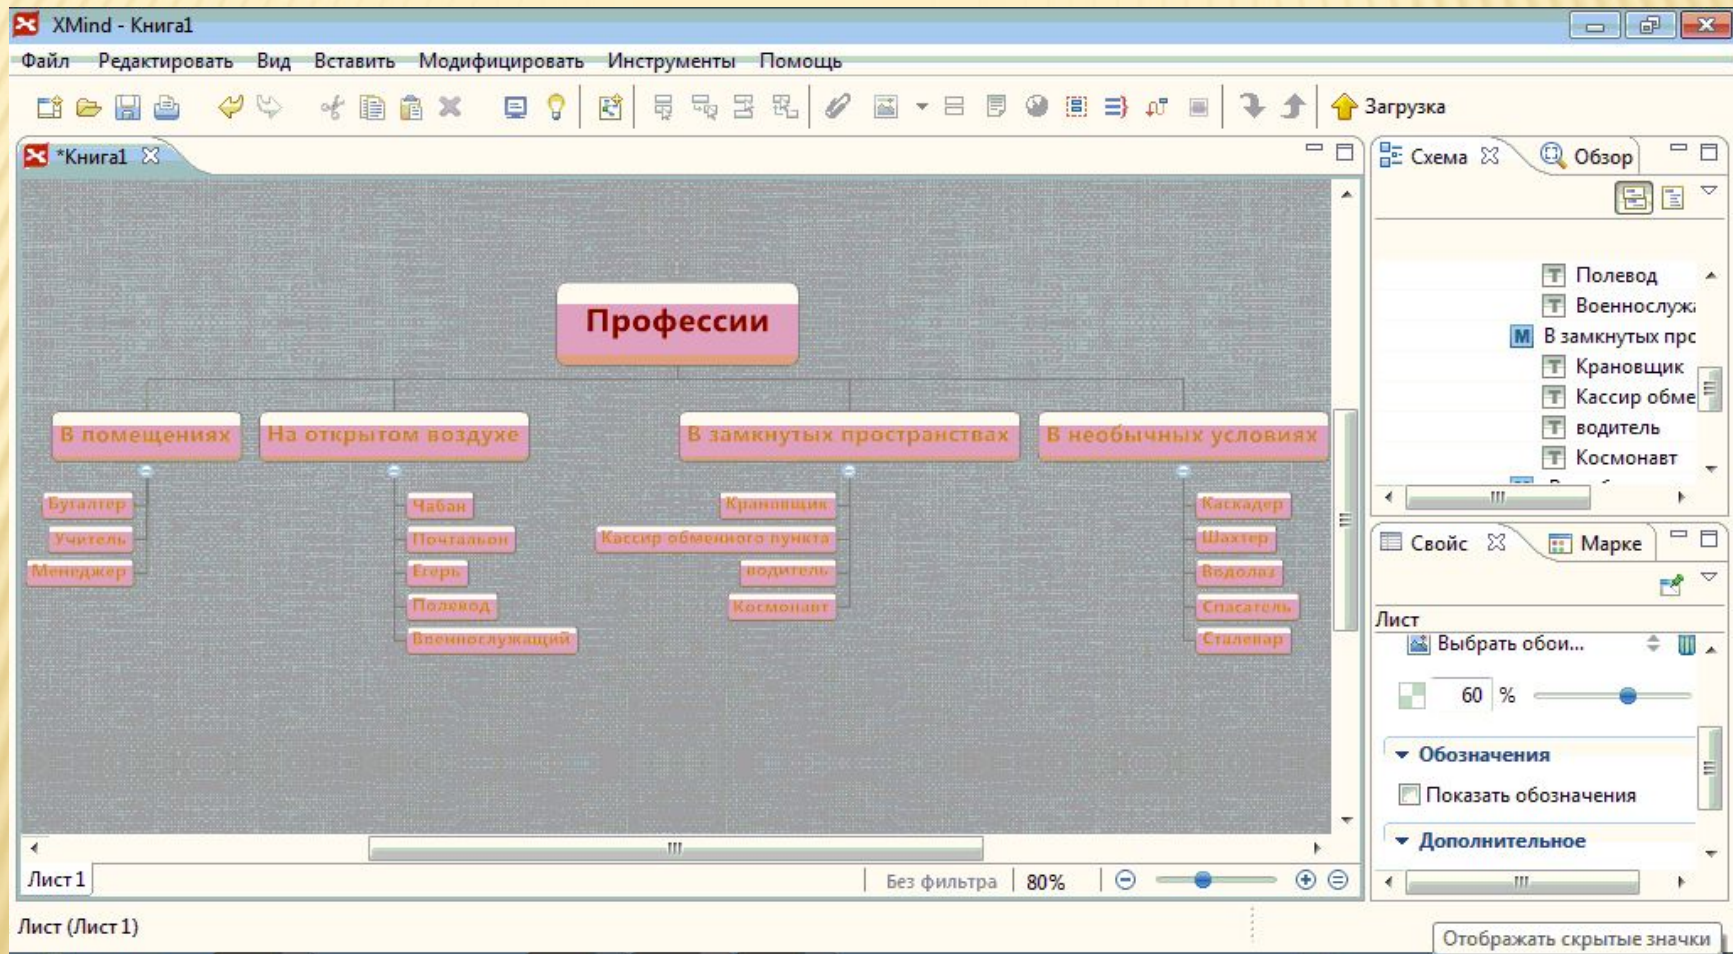 XMind - Книга1
Файл Редактировать Вид Вставить Модифицировать Инструменты Помощь
Загрузка
*Книга1
Схема Обзор
Профессии
В помещениях На открытом воздухе В замкнутых пространствах В необычных условиях
Бугалтер
Учитель
Менеджер
Чабан
Почтальон
Егерь
Полевод
Военнослужащий
Крановщик
Кассир обменного пункта
водитель
Космонавт
Каскадер
Шахтер
Водолаз
Спасатель
Сталевар
Полевод
Военнослужа
М В замкнутых прос
Крановщик
Кассир обме
водитель
Космонавт
Свойс Марке
Лист
Выбрать обои...
60 %
Обозначения
Показать обозначения
Дополнительное
Лист 1
Без фильтра 80%
Лист (Лист 1)
Отображать скрытые значки